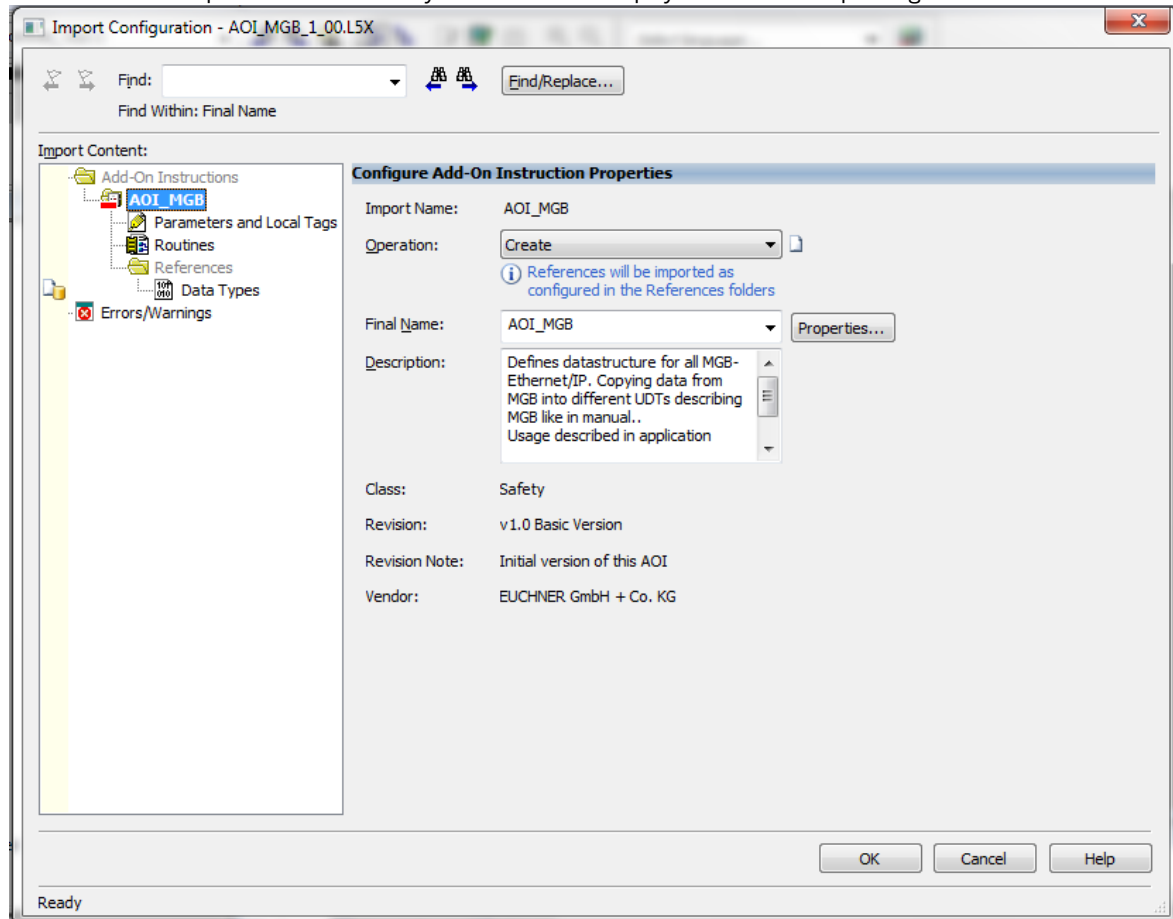 Import Configuration - AOI_MGB_1_00.L5X
Find:
Find/Replace...
Find Within: Final Name
Import Content:
Add-On Instructions
AOI_MGB
Parameters and Local Tags
Routines
References
Data Types
Errors/Warnings
Configure Add-On Instruction Properties
Import Name: AOI_MGB
Operation: Create
References will be imported as
configured in the References folders
Final Name: AOI_MGB Properties...
Description: Defines datastructure for all MGB-
Ethernet/IP. Copying data from
MGB into different UDTs describing
MGB like in manual..
Usage described in application
Class: Safety
Revision: v1.0 Basic Version
Revision Note: Initial version of this AOI
Vendor: EUCHNER GmbH + Co. KG
OK Cancel Help
Ready